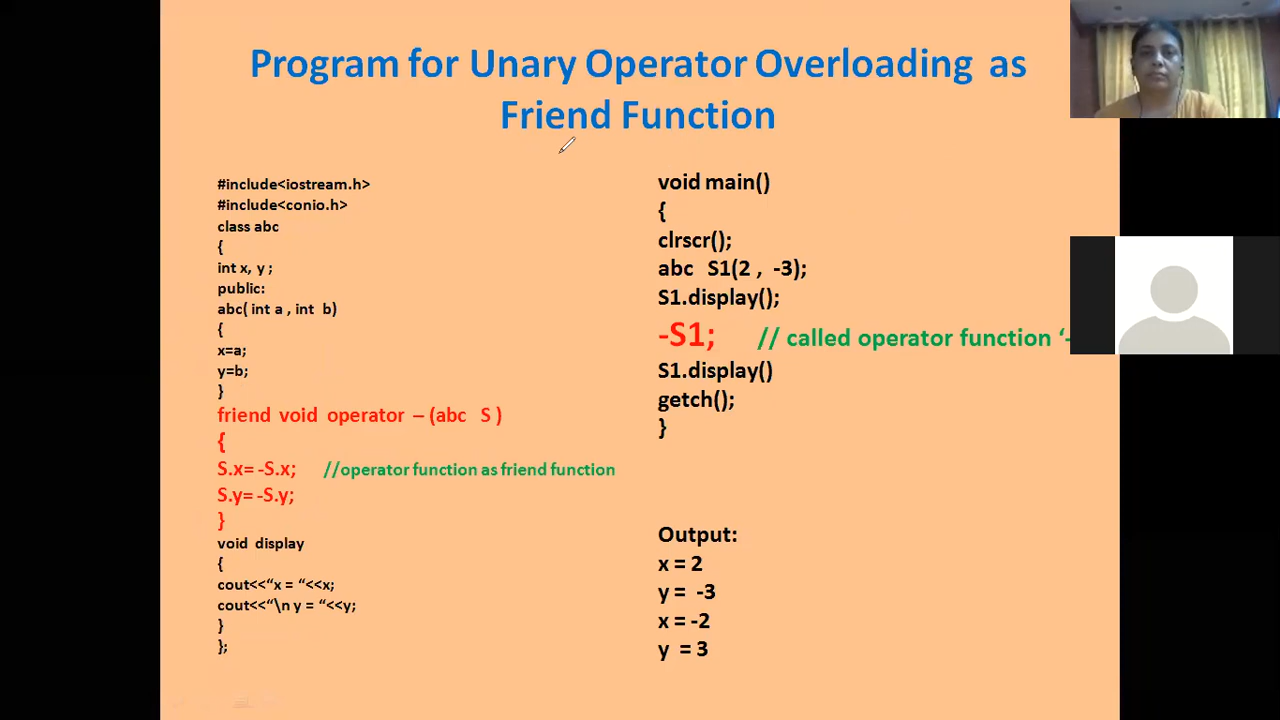 Program for Unary Operator Overloading as
Friend Function
#include<iostream.h>
#include<conio.h>
class abc
{
int x, y ;
public:
abc( int a , int b)
{
x=a;
y=b;
}
friend void operator – (abc S )
{
S.x= -S.x; //operator function as friend function
S.y= -S.y;
}
void display
{
cout<<“x = “<<x;
cout<<“\n y = “<<y;
}
};
void main()
{
clrscr();
abc S1(2 , -3);
S1.display();
-S1; // called operator function ‘-
S1.display()
getch();
}
Output:
x = 2
y = -3
x = -2
y = 3